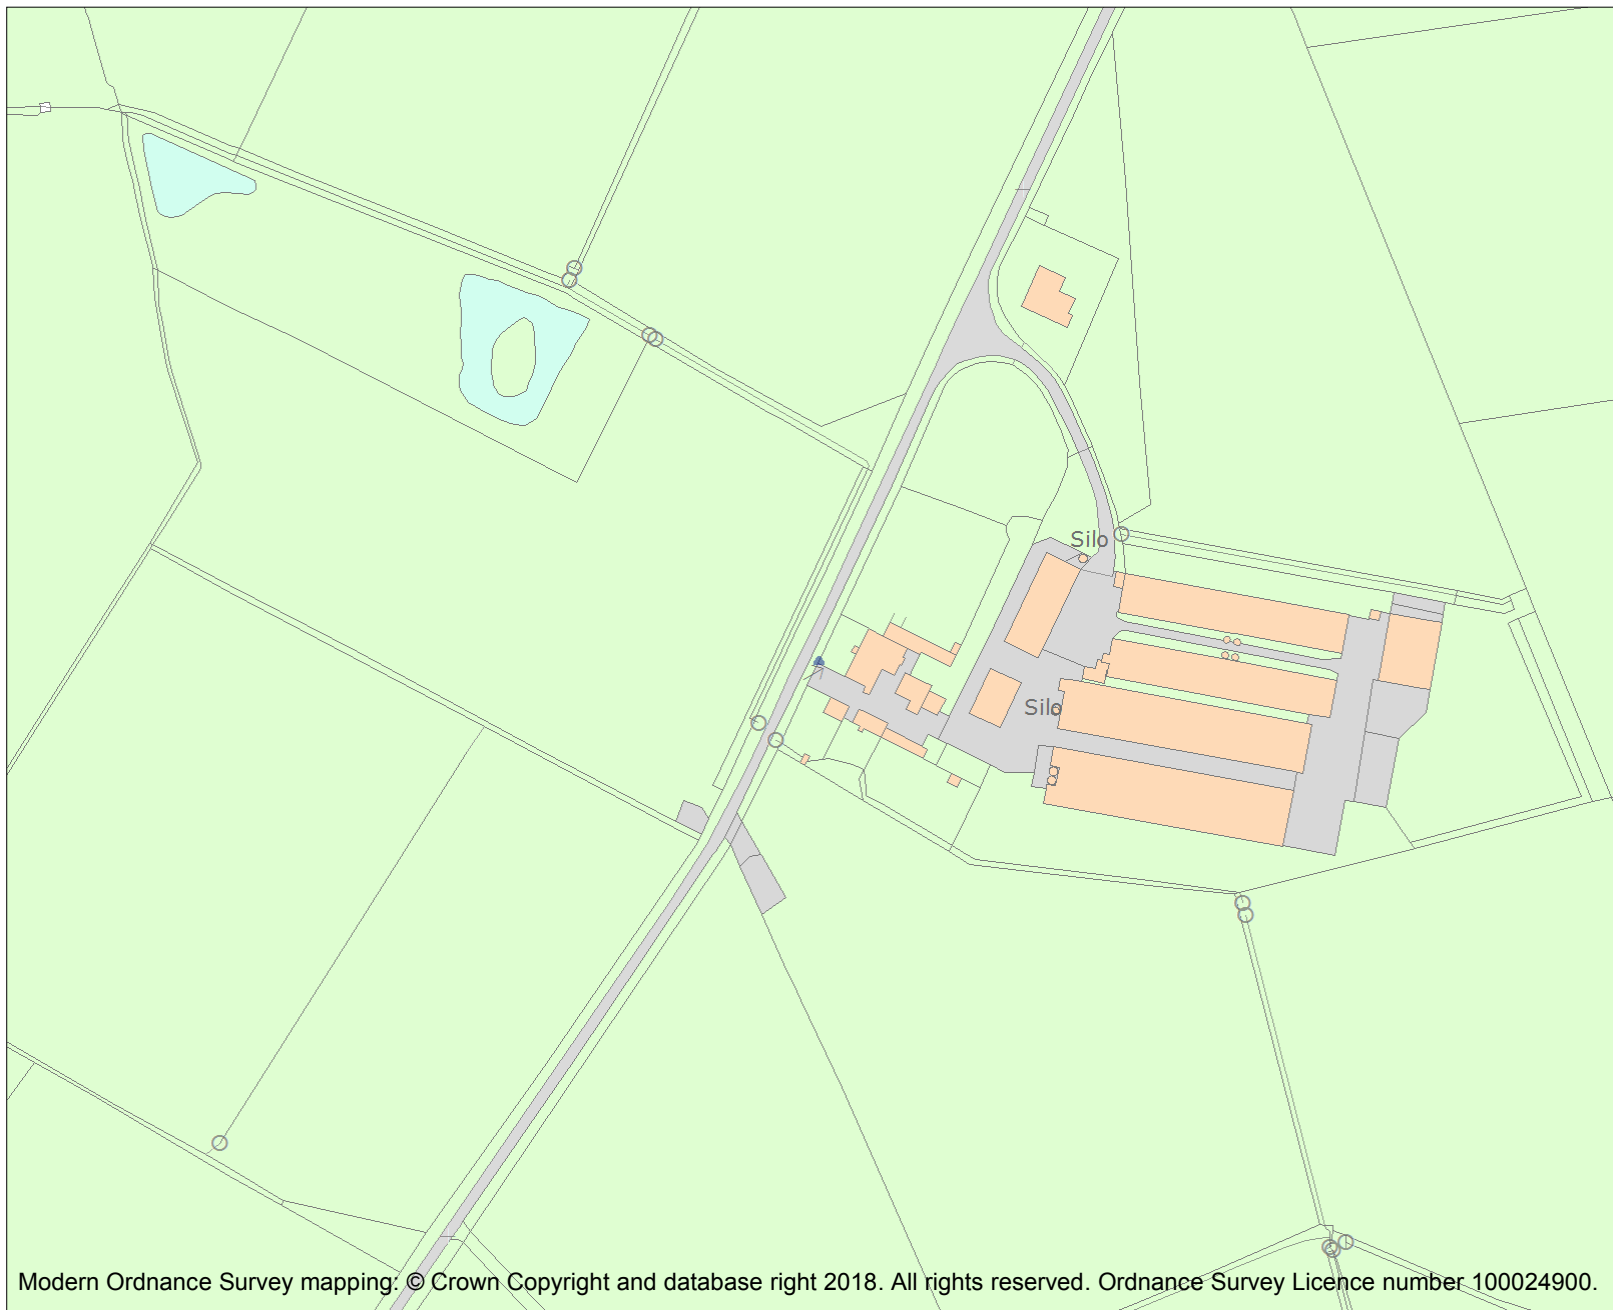 Silo
Silo
Modern Ordnance Survey mapping: © Crown Copyright and database right 2018. All rights reserved. Ordnance Survey Licence number 100024900.